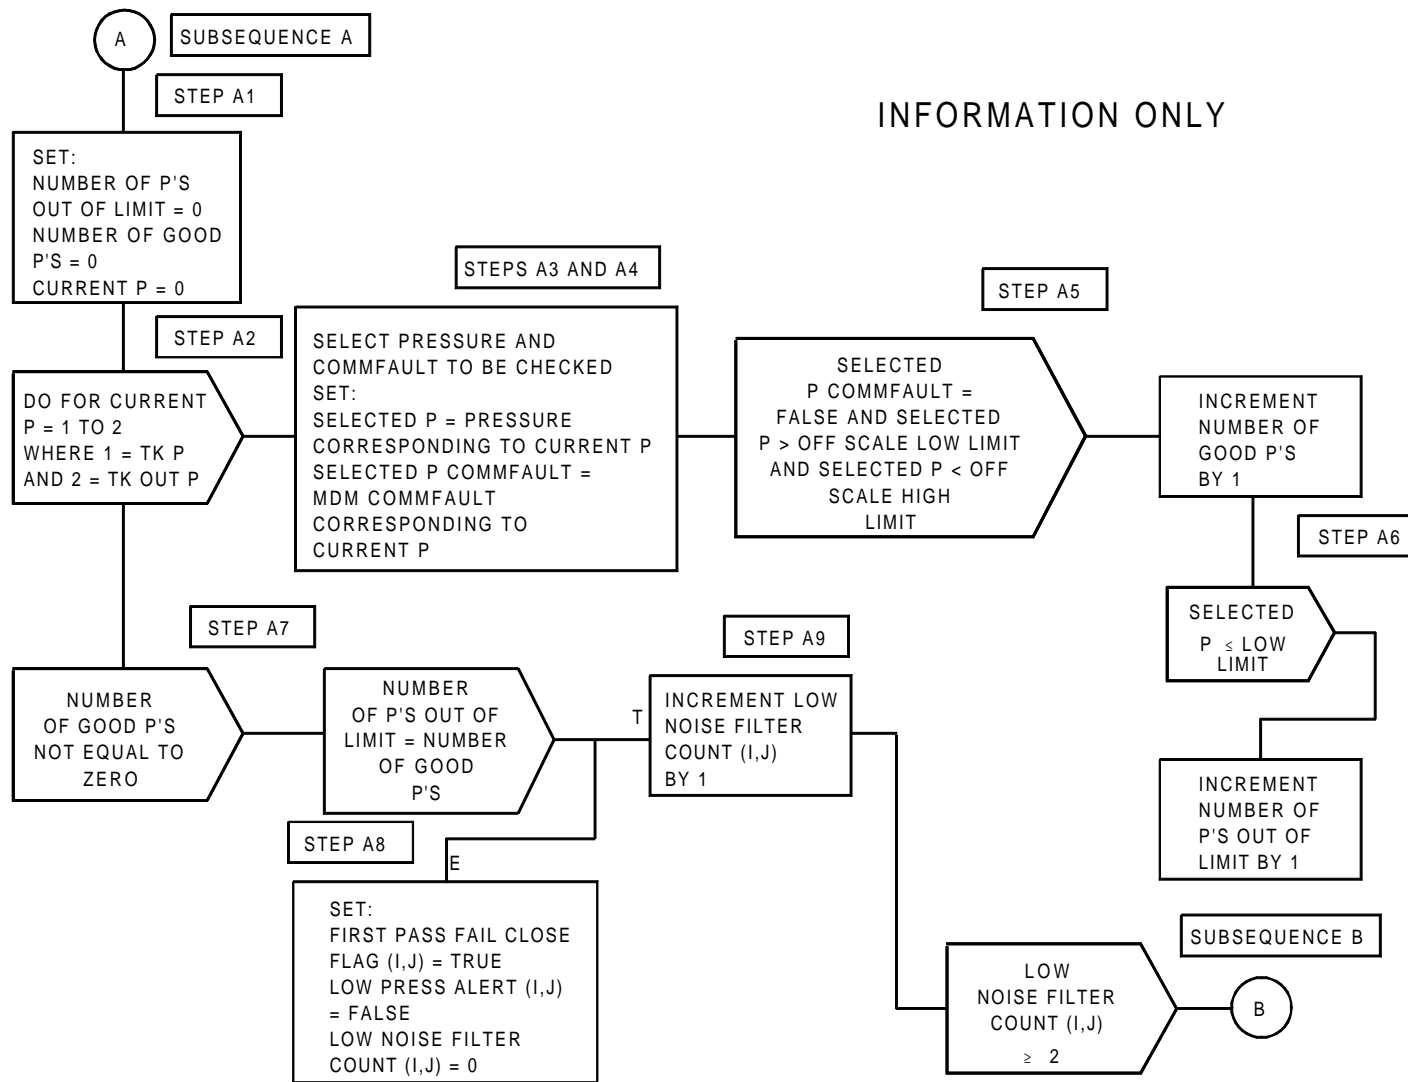 A
SUBSEQUENCE A
STEP A1
INFORMATION ONLY
SET:
NUMBER OF P'S
OUT OF LIMIT = 0
NUMBER OF GOOD
P'S = 0
CURRENT P = 0
STEP A2
DO FOR CURRENT
P = 1 TO 2
WHERE 1 = TK P
AND 2 = TK OUT P
STEPS A3 AND A4
SELECT PRESSURE AND
COMMFAULT TO BE CHECKED
SET:
SELECTED P = PRESSURE
CORRESPONDING TO CURRENT P
SELECTED P COMMFAULT =
MDM COMMFAULT
CORRESPONDING TO
CURRENT P
STEP A5
SELECTED
P COMMFAULT =
FALSE AND SELECTED
P > OFF SCALE LOW LIMIT
AND SELECTED P < OFF
SCALE HIGH
LIMIT
INCREMENT
NUMBER OF
GOOD P'S
BY 1
STEP A6
SELECTED
P ≤ LOW
LIMIT
INCREMENT
NUMBER OF
P'S OUT OF
LIMIT BY 1
STEP A7
NUMBER
OF GOOD P'S
NOT EQUAL TO
ZERO
NUMBER
OF P'S OUT OF
LIMIT = NUMBER
OF GOOD
P'S
STEP A8
E
SET:
FIRST PASS FAIL CLOSE
FLAG (I,J) = TRUE
LOW PRESS ALERT (I,J)
= FALSE
LOW NOISE FILTER
COUNT (I,J) = 0
STEP A9
T
INCREMENT LOW
NOISE FILTER
COUNT (I,J)
BY 1
LOW
NOISE FILTER
COUNT (I,J)
≥ 2
SUBSEQUENCE B
B